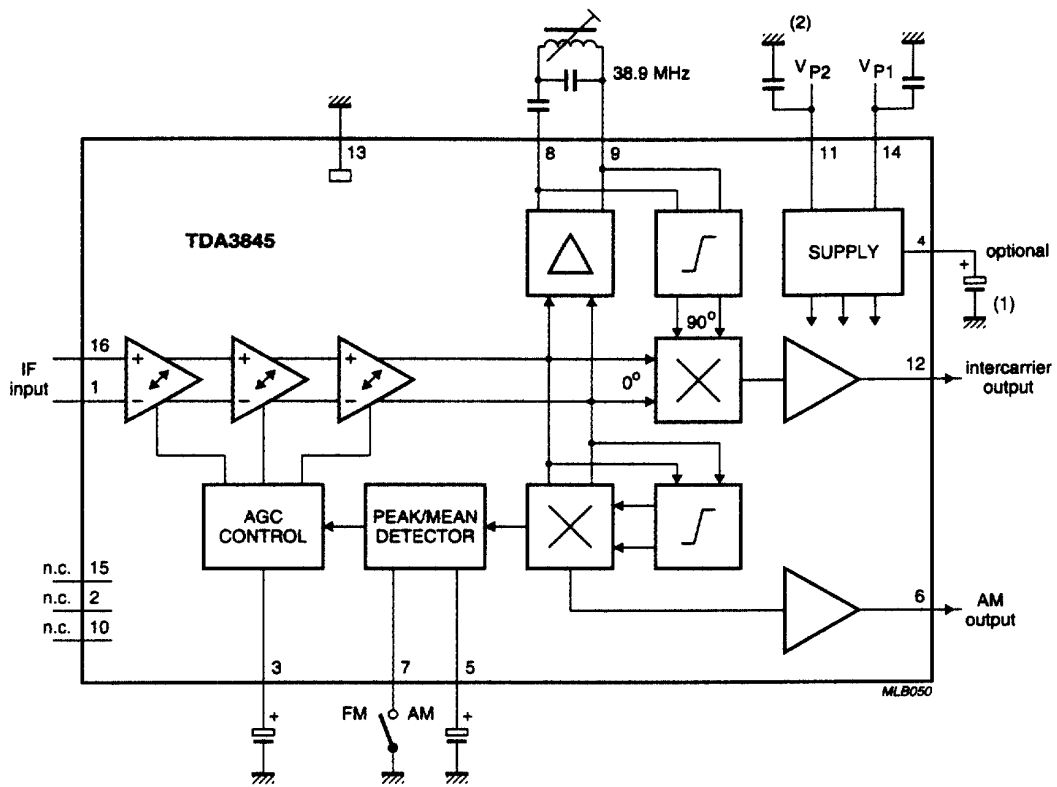 (2)
38.9 MHz
VP2
VP1
13
8
9
11
14
TDA3845
SUPPLY
4
optional
+
(1)
90°
16
IF
input
1
+
+
+
−
−
−
0°
12
intercarrier
output
AGC
CONTROL
PEAK/MEAN
DETECTOR
n.c. 15
n.c. 2
n.c. 10
6
AM
output
3
7
5
MLB050
+
FM
AM
+